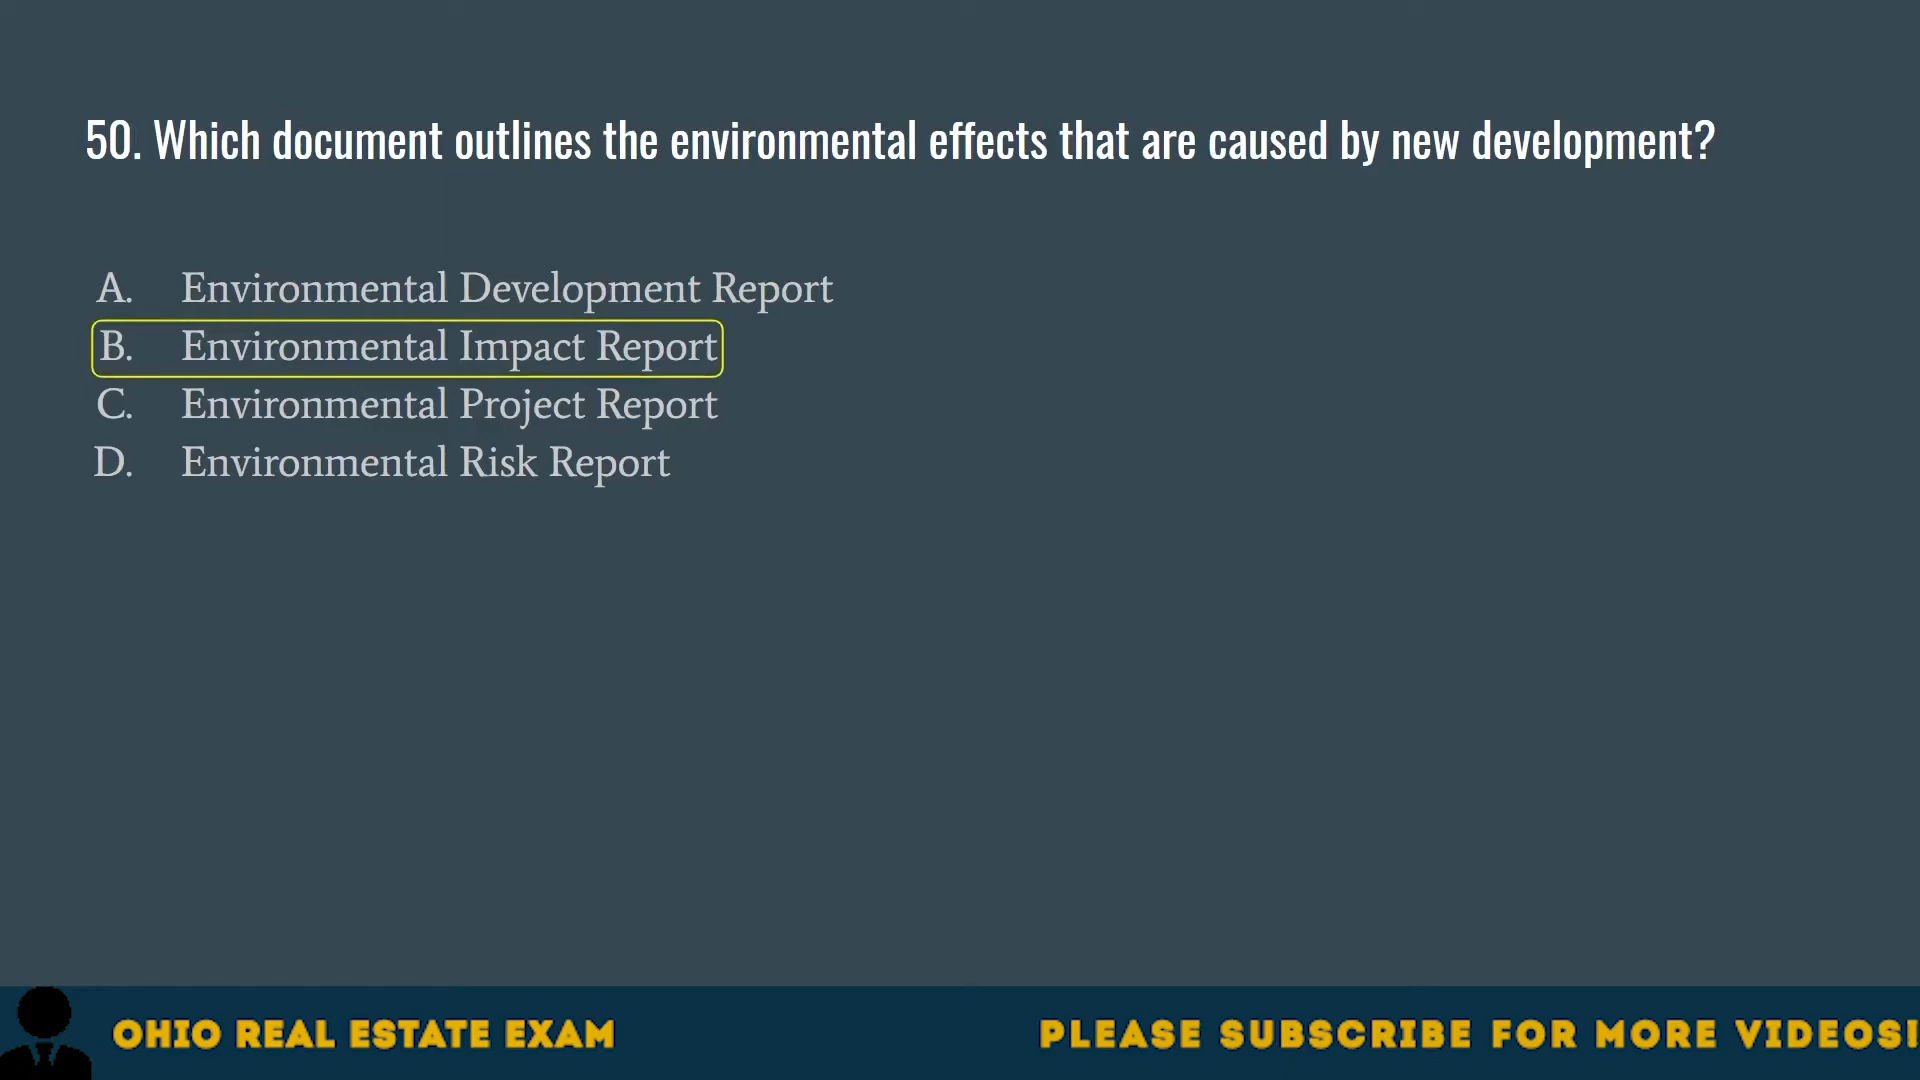 50. Which document outlines the environmental effects that are caused by new development?
A. Environmental Development Report
B. Environmental Impact Report
C. Environmental Project Report
D. Environmental Risk Report
OHIO REAL ESTATE EXAM
PLEASE SUBSCRIBE FOR MORE VIDEOS!